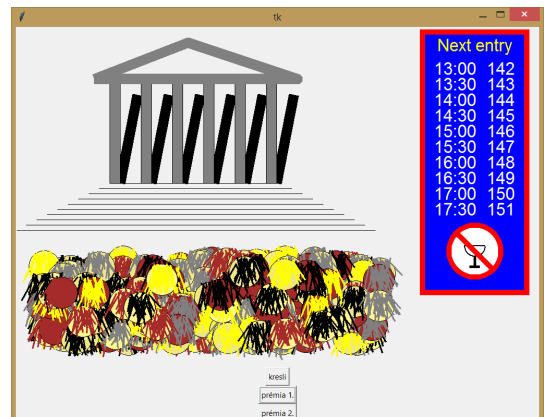 tk
Next entry
13:00 142
13:30 143
14:00 144
14:30 145
15:00 146
15:30 147
16:00 148
16:30 149
17:00 150
17:30 151
kresli
prémia 1.
prémia 2.